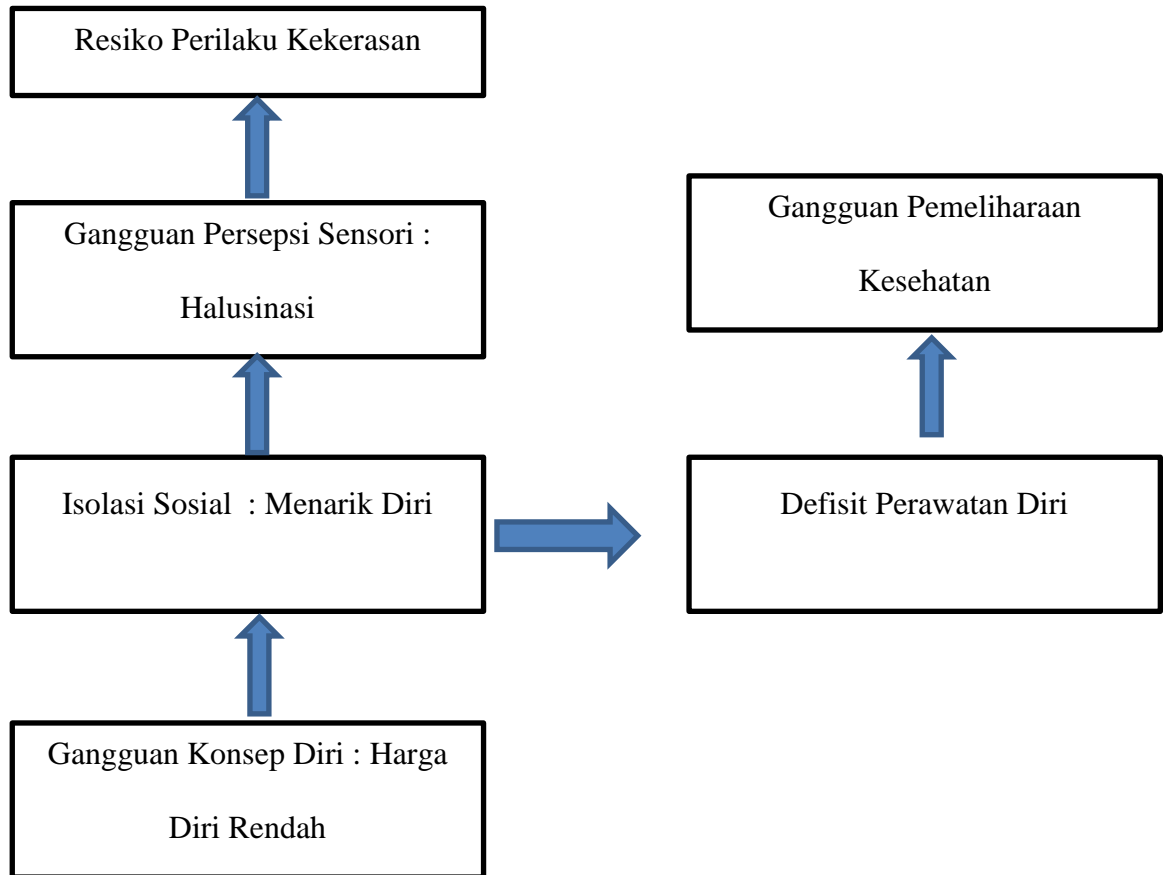 Resiko Perilaku Kekerasan
Gangguan Persepsi Sensori :
Halusinasi
Gangguan Pemeliharaan
Kesehatan
Isolasi Sosial  : Menarik Diri
Defisit Perawatan Diri
Gangguan Konsep Diri : Harga
Diri Rendah